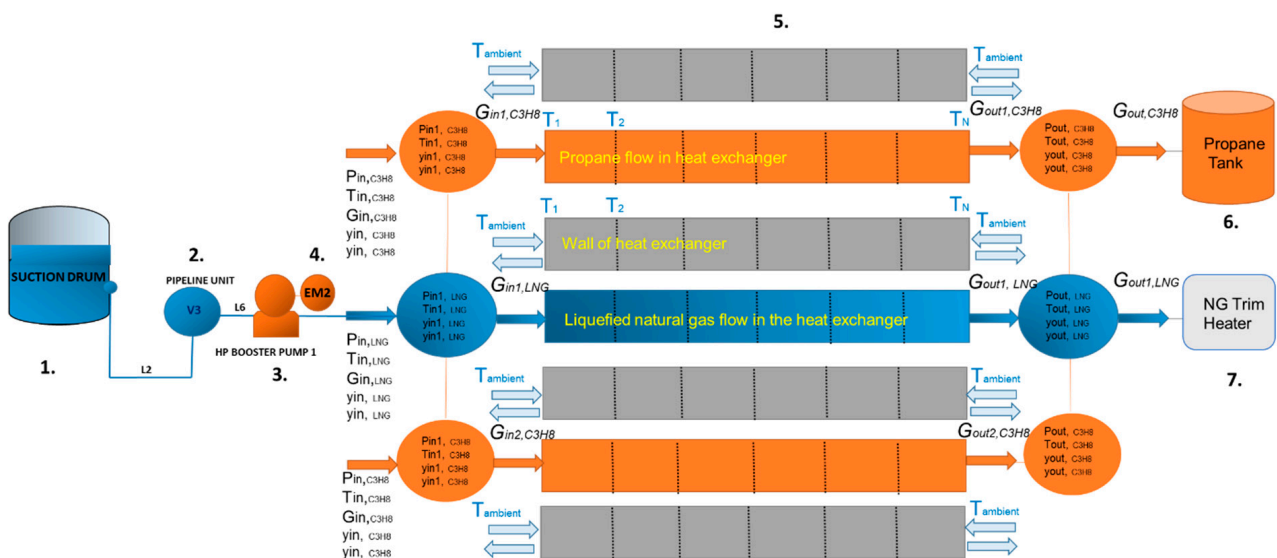 5.
T ambient
T ambient
Gin1,C3H8
Gout1,C3H8
Gout,C3H8
T1
T2
TN
Pin1, C3H8
Tin1, C3H8
yin1, C3H8
yin1, C3H8
Propane flow in heat exchanger
Pout, C3H8
Tout, C3H8
yout, C3H8
yout, C3H8
Propane
Tank
6.
Pin,C3H8
Tin,C3H8
Gin,C3H8
yin, C3H8
yin, C3H8
T1
T2
TN
Tambient
Tambient
Wall of heat exchanger
SUCTION DRUM
1.
2.
PIPELINE UNIT
V3
L2
L6
4.
EM2
HP BOOSTER PUMP 1
3.
Gin1,LNG
Gout1, LNG
Gout1,LNG
Pin1, LNG
Tin1, LNG
yin1, LNG
yin1, LNG
Liquefied natural gas flow in the heat exchanger
Pout, LNG
Tout, LNG
yout, LNG
yout, LNG
NG Trim
Heater
7.
Pin,LNG
Tin,LNG
Gin,LNG
yin, LNG
yin, LNG
Tambient
Tambient
Gin2,C3H8
Gout2,C3H8
Pin1, C3H8
Tin1, C3H8
yin1, C3H8
yin1, C3H8
Pout, C3H8
Tout, C3H8
yout, C3H8
yout, C3H8
Pin,C3H8
Tin,C3H8
Gin,C3H8
yin, C3H8
yin, C3H8
Tambient
Tambient